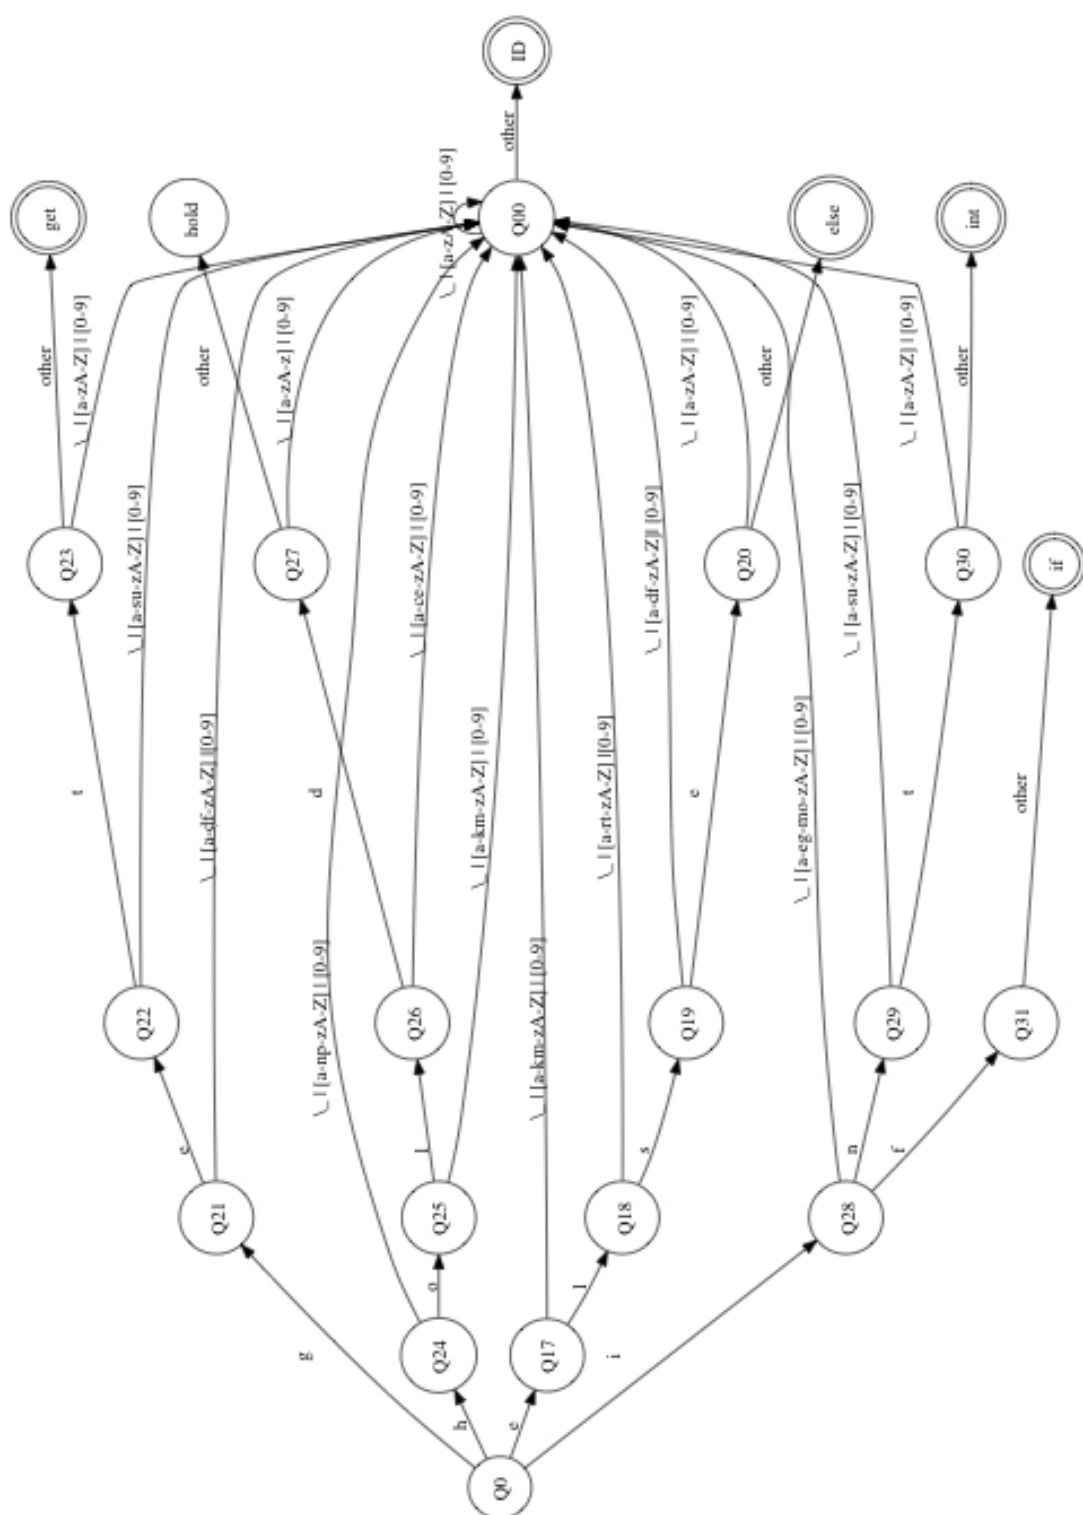 Q0
g
h
e
i
Q24
Q17
o
l
Q21
Q25
Q18
Q28
e
l
s
n
f
\_ | [a-np-zA-Z] | [0-9]
\_ | [a-km-zA-Z] | [0-9]
Q22
Q26
Q19
Q29
Q31
t
\_ | [a-df-zA-Z] |[0-9]
d
\_ | [a-km-zA-Z] | [0-9]
\_ | [a-rt-zA-Z] |[0-9]
e
\_ | [a-eg-mo-zA-Z] | [0-9]
t
other
\_ | [a-su-zA-Z] | [0-9]
\_ | [a-ce-zA-Z] | [0-9]
\_ | [a-df-zA-Z]| [0-9]
\_ | [a-su-zA-Z] | [0-9]
Q23
Q27
Q20
Q30
if
other
\_ | [a-zA-Z] | [0-9]
other
\_ | [a-zA-z] | [0-9]
\_ | [a-zA-Z] | [0-9]
other
\_ | [a-zA-Z] | [0-9]
other
get
hold
\_ | [a-zA-Z] | [0-9]
Q00
else
int
other
ID